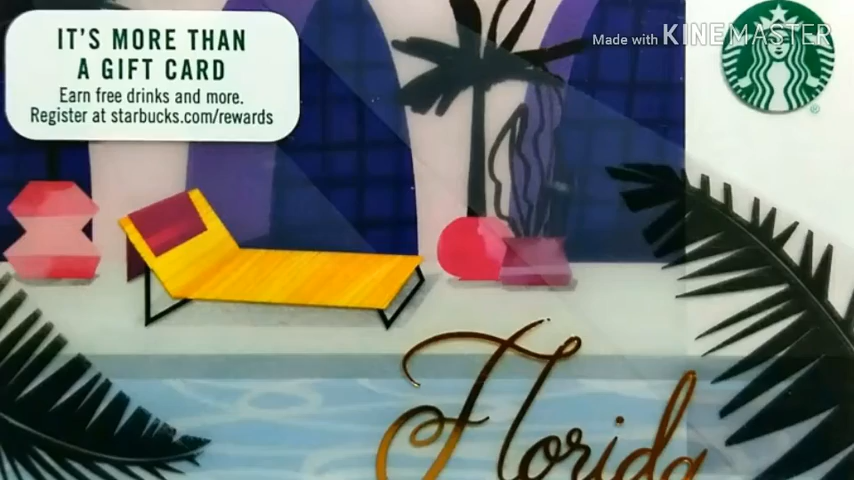 IT'S MORE THAN
A GIFT CARD
Earn free drinks and more.
Register at starbucks.com/rewards
Made with KINEMASTER
®
Florida